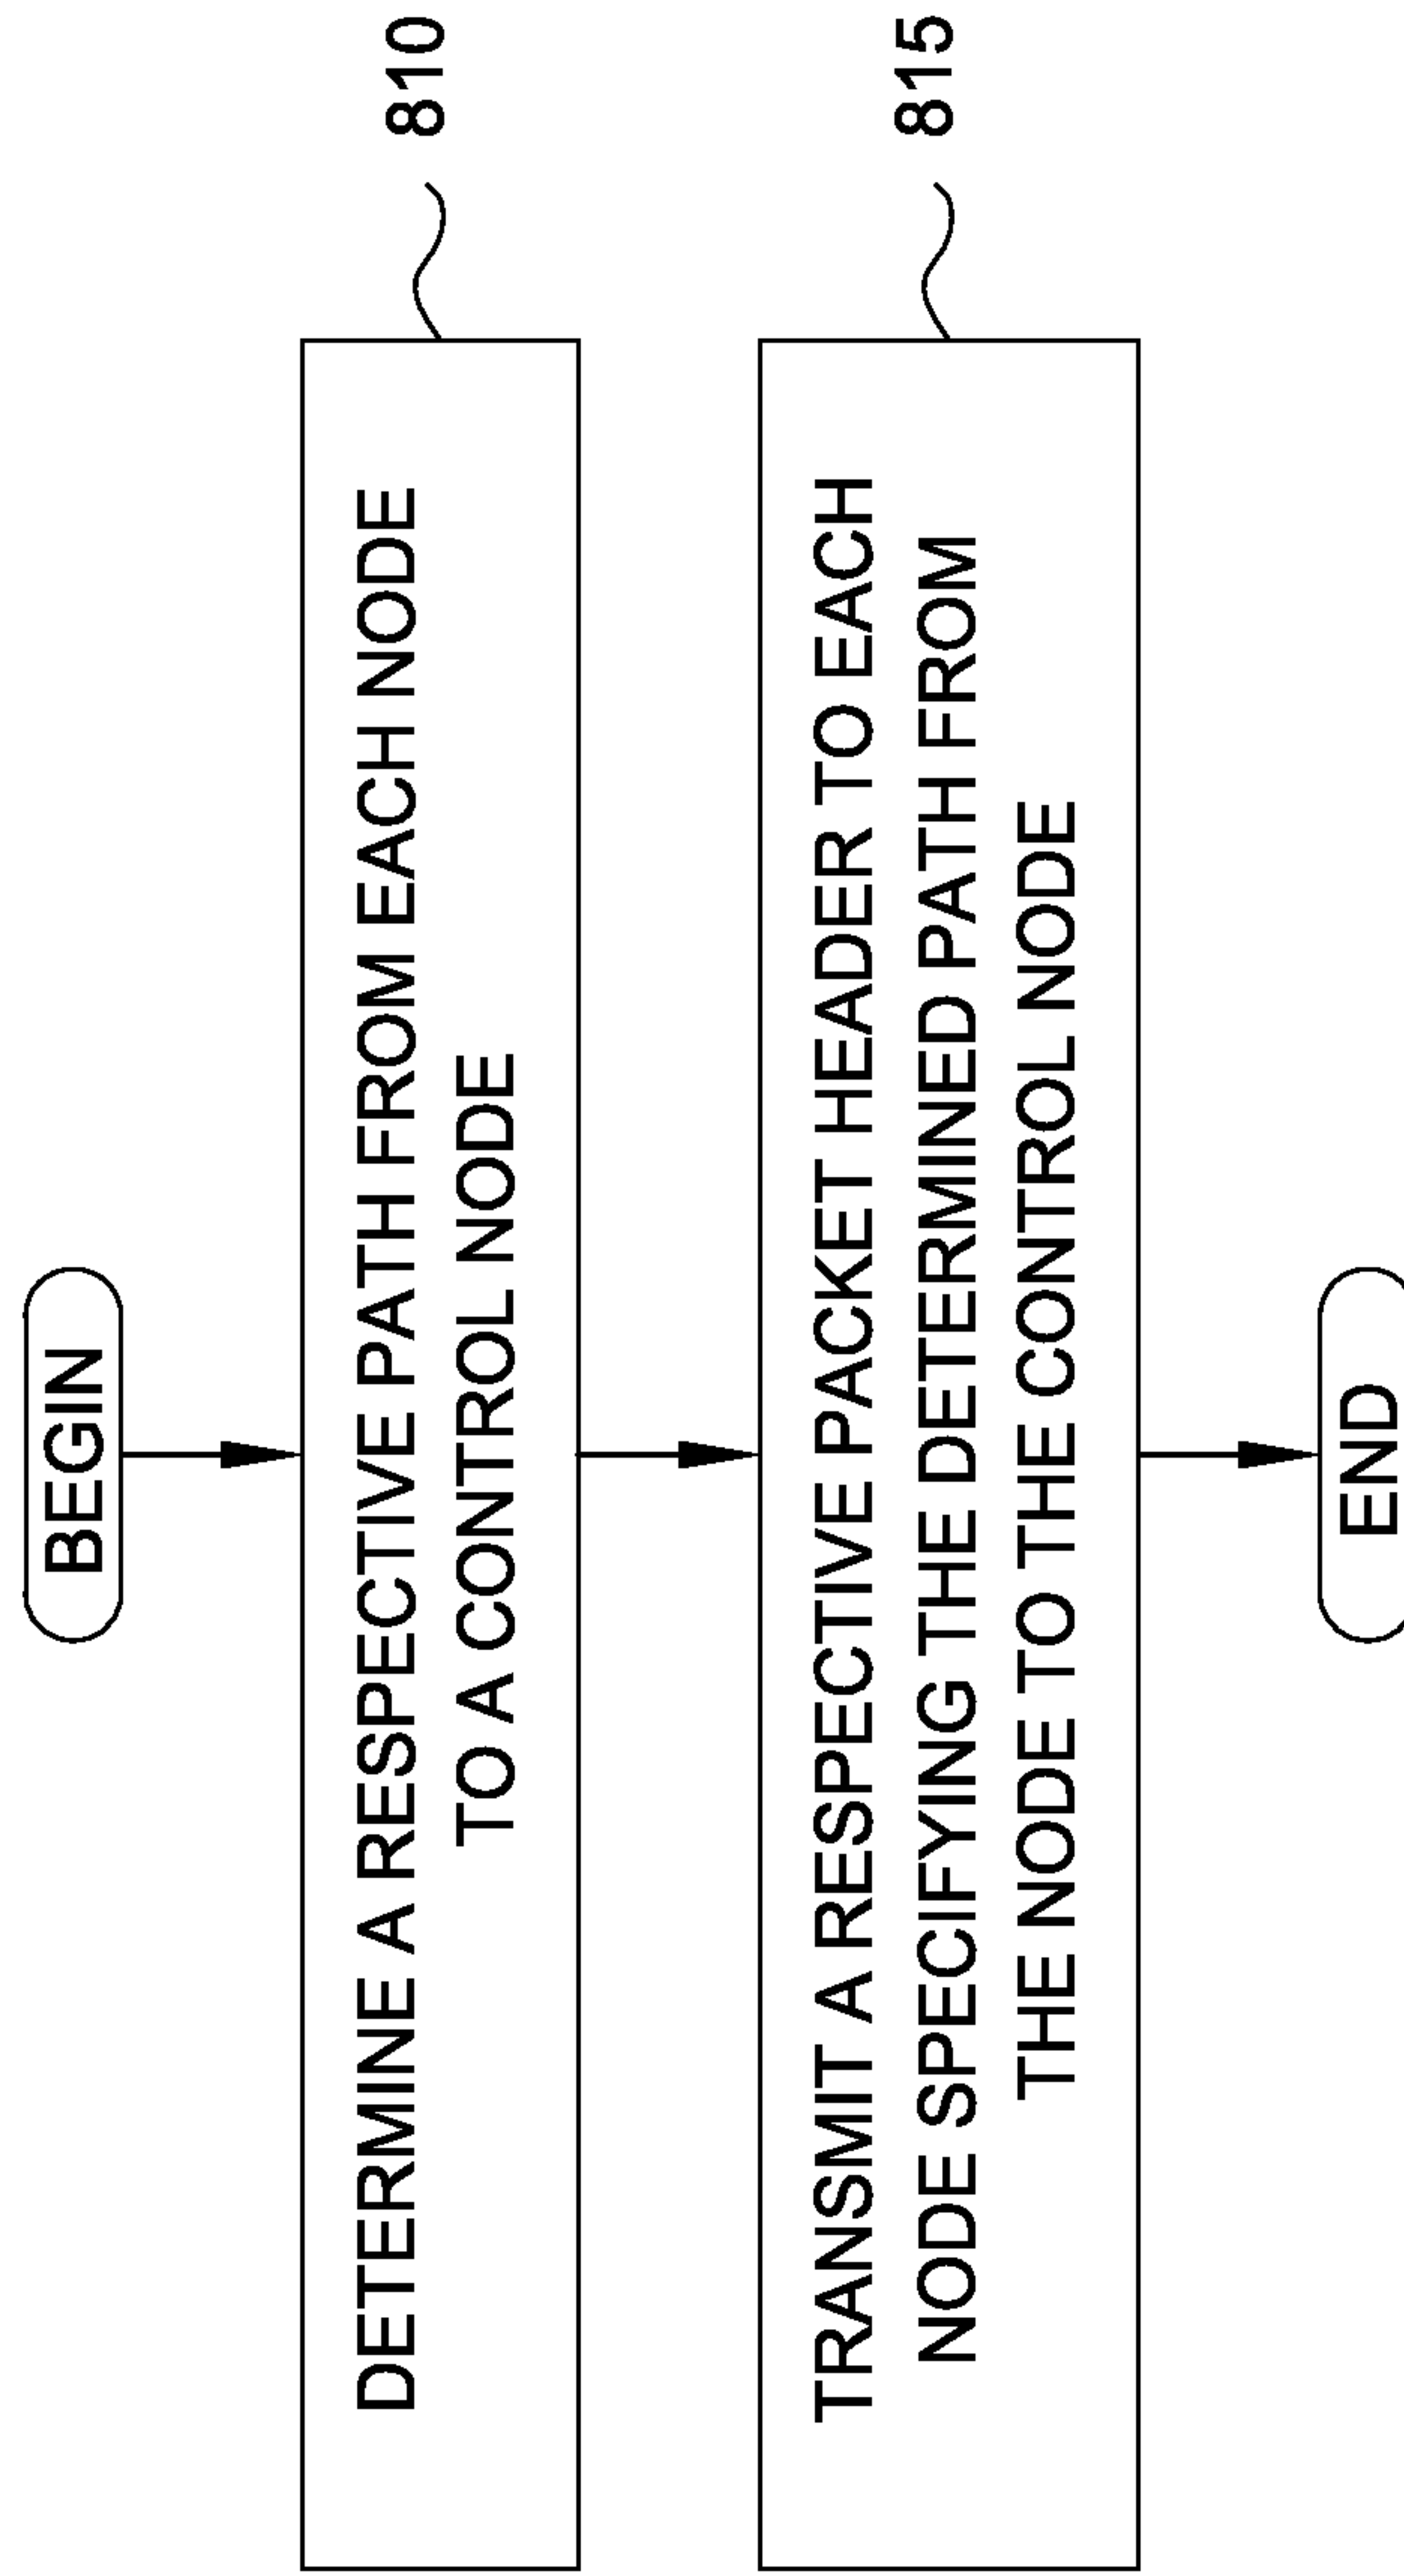 BEGIN
DETERMINE A RESPECTIVE PATH FROM EACH NODE
TO A CONTROL NODE
810
TRANSMIT A RESPECTIVE PACKET HEADER TO EACH
NODE SPECIFYING THE DETERMINED PATH FROM
THE NODE TO THE CONTROL NODE
815
END